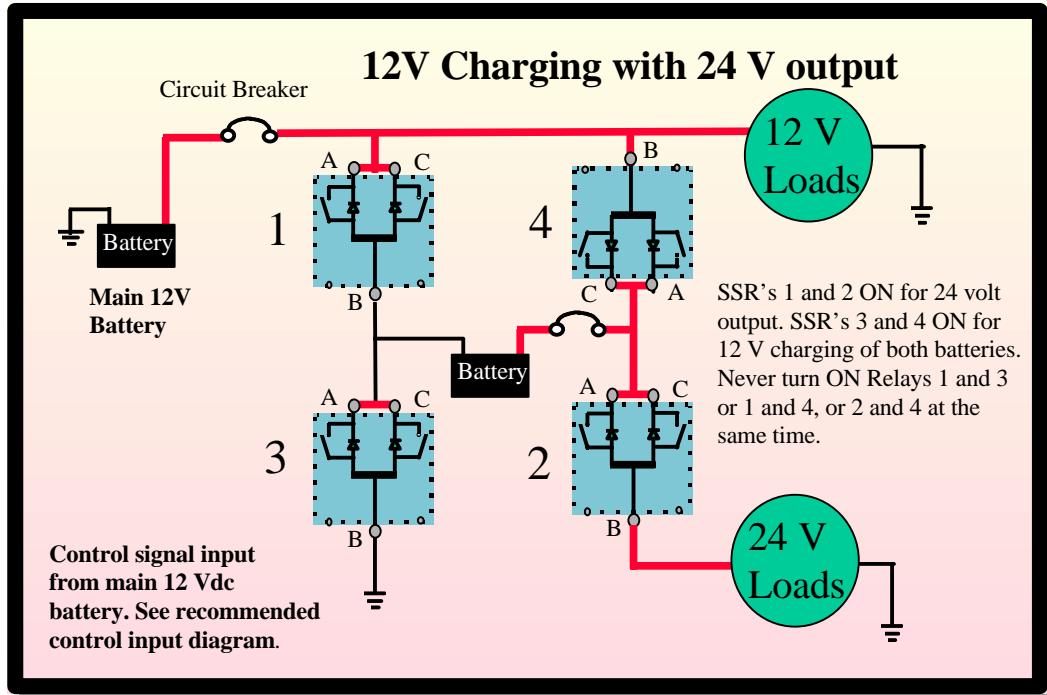 12V Charging with 24 V output
Circuit Breaker
12 V
Loads
A
C
B
1
4
Battery
B
C
A
Main 12V
Battery
SSR's 1 and 2 ON for 24 volt
output. SSR's 3 and 4 ON for
12 V charging of both batteries.
Never turn ON Relays 1 and 3
or 1 and 4, or 2 and 4 at the
same time.
Battery
A
C
A
C
3
2
B
B
24 V
Loads
Control signal input
from main 12 Vdc
battery. See recommended
control input diagram.